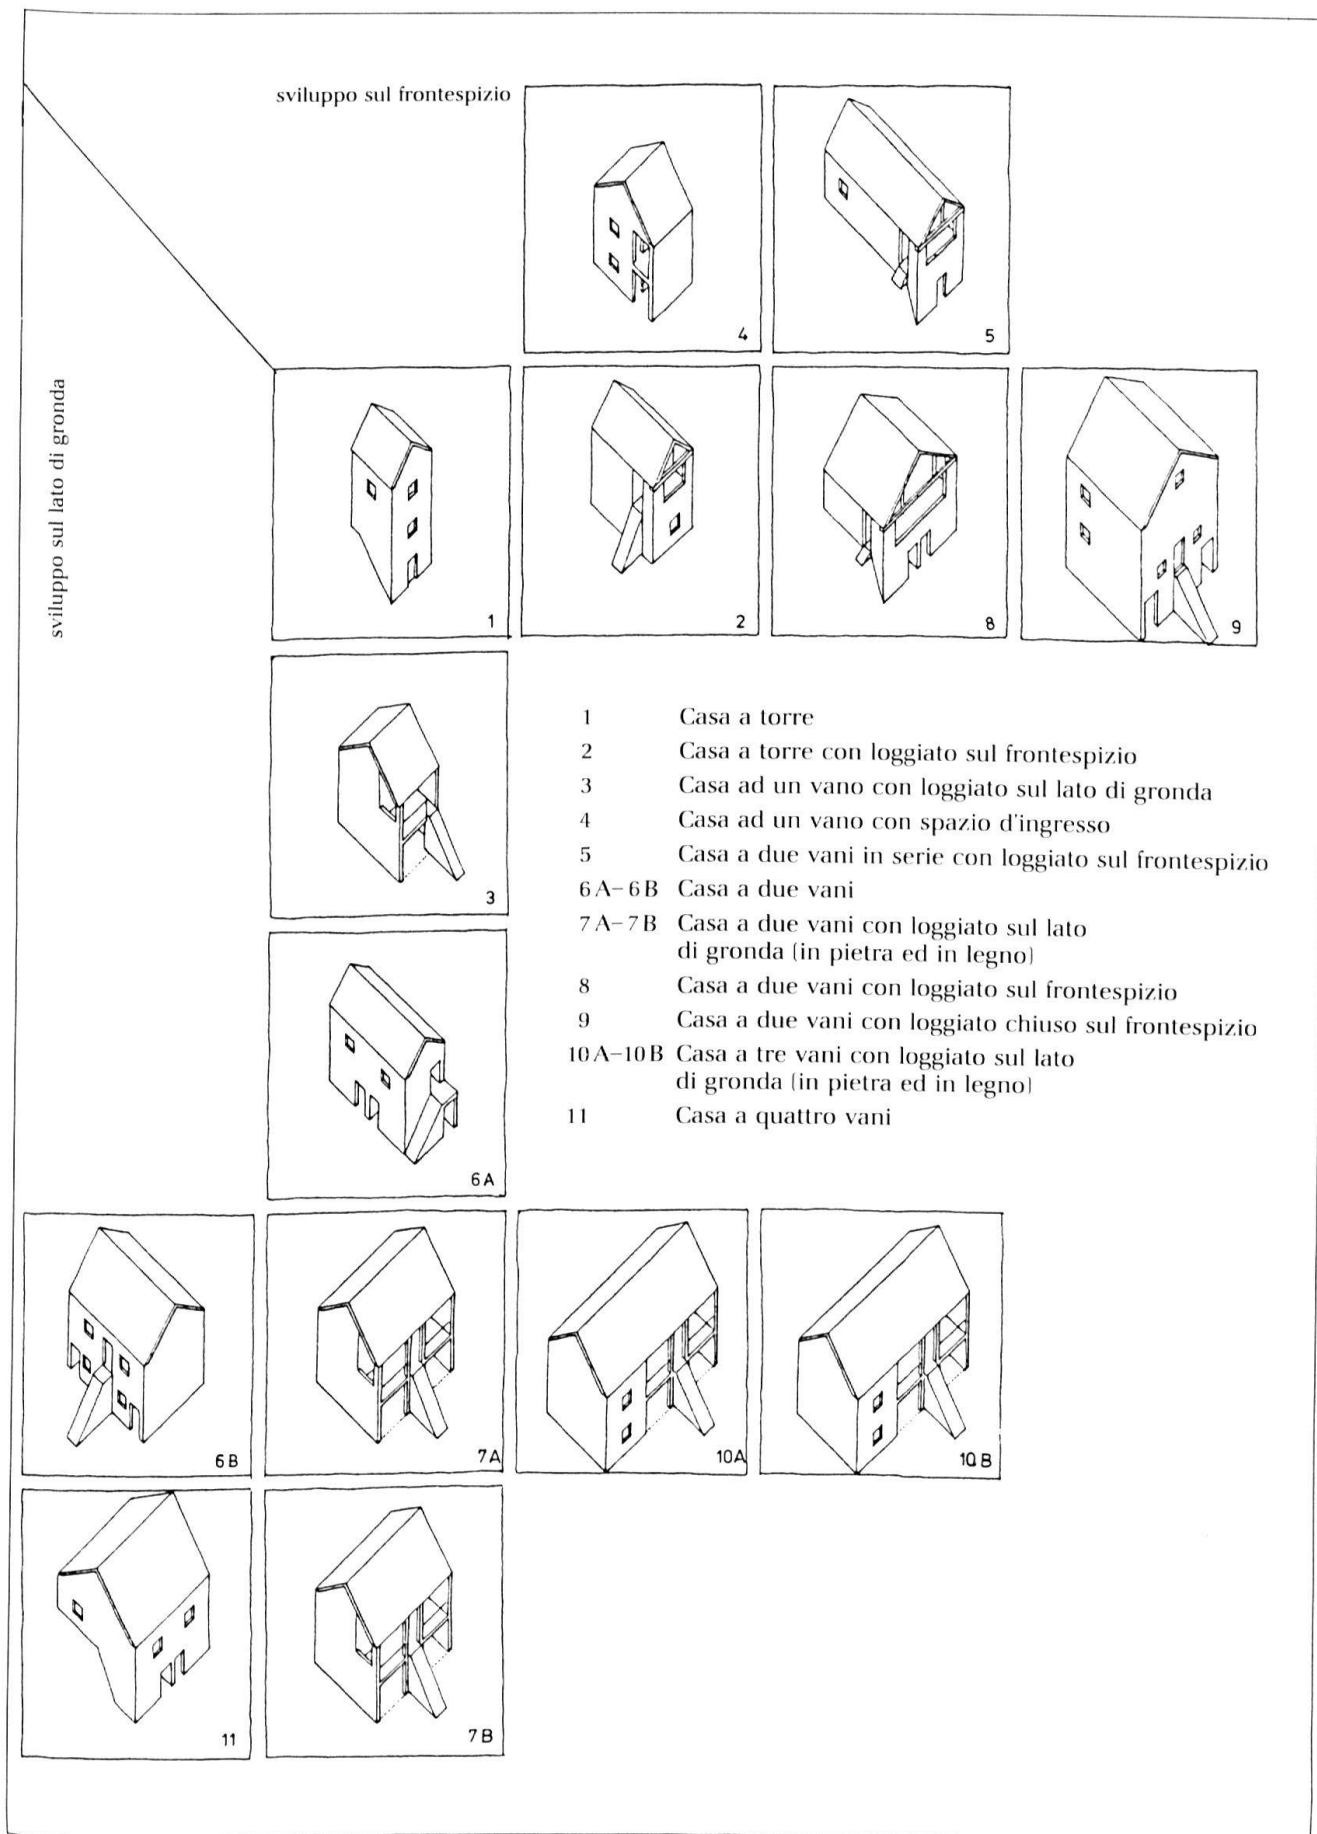 sviluppo sul frontespizio
4
5
sviluppo sul lato di gronda
1
2
8
9
3
1 Casa a torre
2 Casa a torre con loggiato sul frontespizio
3 Casa ad un vano con loggiato sul lato di gronda
4 Casa ad un vano con spazio d'ingresso
5 Casa a due vani in serie con loggiato sul frontespizio
6A–6B Casa a due vani
7A–7B Casa a due vani con loggiato sul lato
di gronda (in pietra ed in legno)
8 Casa a due vani con loggiato sul frontespizio
9 Casa a due vani con loggiato chiuso sul frontespizio
10A–10B Casa a tre vani con loggiato sul lato
di gronda (in pietra ed in legno)
11 Casa a quattro vani
6A
6B
7A
10A
10B
11
7B